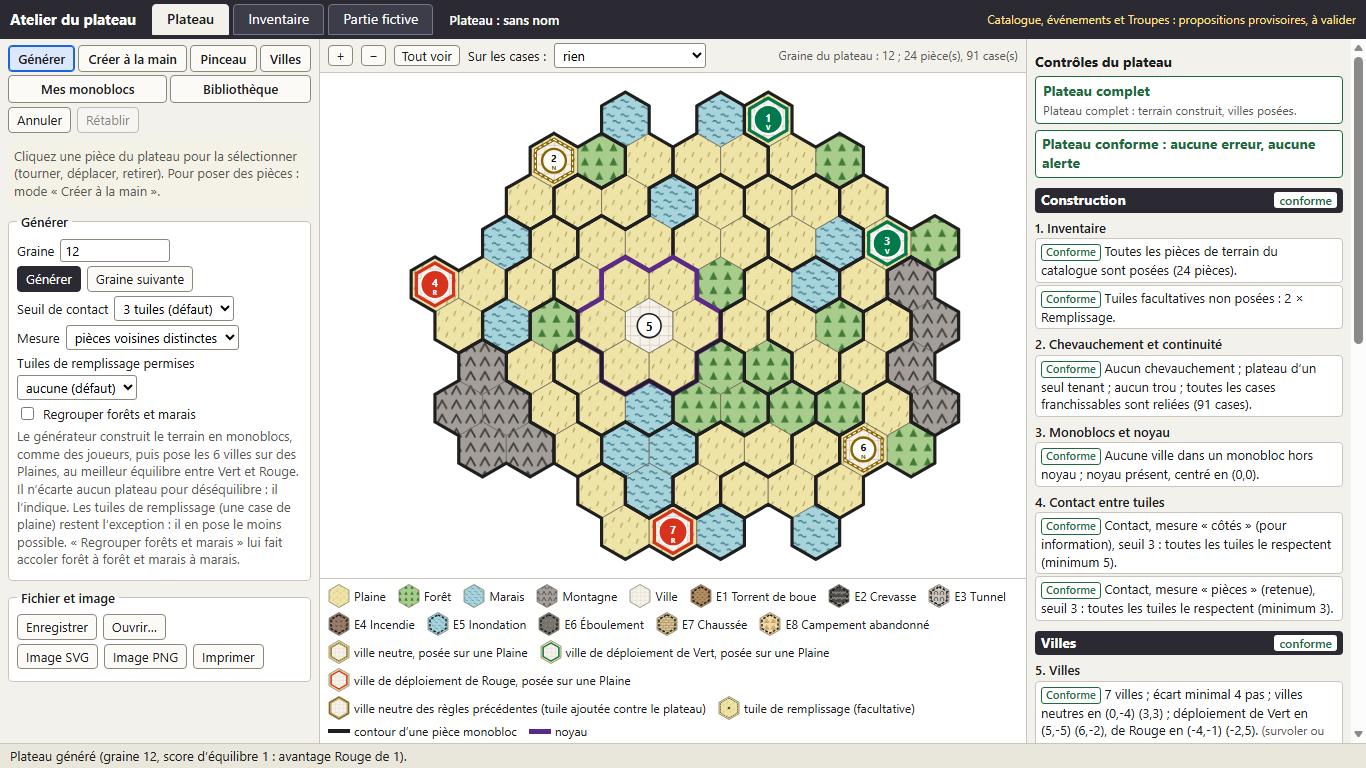 Atelier du plateau
Plateau
Inventaire
Partie fictive
Plateau : sans nom
Catalogue, événements et Troupes : propositions provisoires, à valider
Générer
Créer à la main
Pinceau
Villes
Mes monoblocs
Bibliothèque
Annuler
Rétablir
Cliquez une pièce du plateau pour la sélectionner
(tourner, déplacer, retirer). Pour poser des pièces :
mode « Créer à la main ».
Générer
Graine 12
Générer
Graine suivante
Seuil de contact 3 tuiles (défaut)
Mesure pièces voisines distinctes
Tuiles de remplissage permises
aucune (défaut)
Regrouper forêts et marais
Le générateur construit le terrain en monoblocs,
comme des joueurs, puis pose les 6 villes sur des
Plaines, au meilleur équilibre entre Vert et Rouge.
Il n'écarte aucun plateau pour déséquilibre : il
l'indique. Les tuiles de remplissage (une case de
plaine) restent l'exception : il en pose le moins
possible. « Regrouper forêts et marais » lui fait
accoler forêt à forêt et marais à marais.
Fichier et image
Enregistrer
Ouvrir...
Image SVG
Image PNG
Imprimer
+
−
Tout voir
Sur les cases : rien
Graine du plateau : 12 ; 24 pièce(s), 91 case(s)
1
V
2
N
3
V
4
R
5
6
N
7
R
Plaine
Forêt
Marais
Montagne
Ville
E1 Torrent de boue
E2 Crevasse
E3 Tunnel
E4 Incendie
E5 Inondation
E6 Éboulement
E7 Chaussée
E8 Campement abandonné
ville neutre, posée sur une Plaine
ville de déploiement de Vert, posée sur une Plaine
ville de déploiement de Rouge, posée sur une Plaine
ville neutre des règles précédentes (tuile ajoutée contre le plateau)
tuile de remplissage (facultative)
contour d'une pièce monobloc
noyau
Contrôles du plateau
Plateau complet
Plateau complet : terrain construit, villes posées.
Plateau conforme : aucune erreur, aucune
alerte
Construction
conforme
1. Inventaire
Conforme Toutes les pièces de terrain du
catalogue sont posées (24 pièces).
Conforme Tuiles facultatives non posées : 2 ×
Remplissage.
2. Chevauchement et continuité
Conforme Aucun chevauchement ; plateau d'un
seul tenant ; aucun trou ; toutes les cases
franchissables sont reliées (91 cases).
3. Monoblocs et noyau
Conforme Aucune ville dans un monobloc hors
noyau ; noyau présent, centré en (0,0).
4. Contact entre tuiles
Conforme Contact, mesure « côtés » (pour
information), seuil 3 : toutes les tuiles le respectent
(minimum 5).
Conforme Contact, mesure « pièces » (retenue),
seuil 3 : toutes les tuiles le respectent (minimum 3).
Villes
conforme
5. Villes
Conforme 7 villes ; écart minimal 4 pas ; villes
neutres en (0,-4) (3,3) ; déploiement de Vert en
(5,-5) (6,-2), de Rouge en (-4,-1) (-2,5). (survoler ou
Plateau généré (graine 12, score d'équilibre 1 : avantage Rouge de 1).